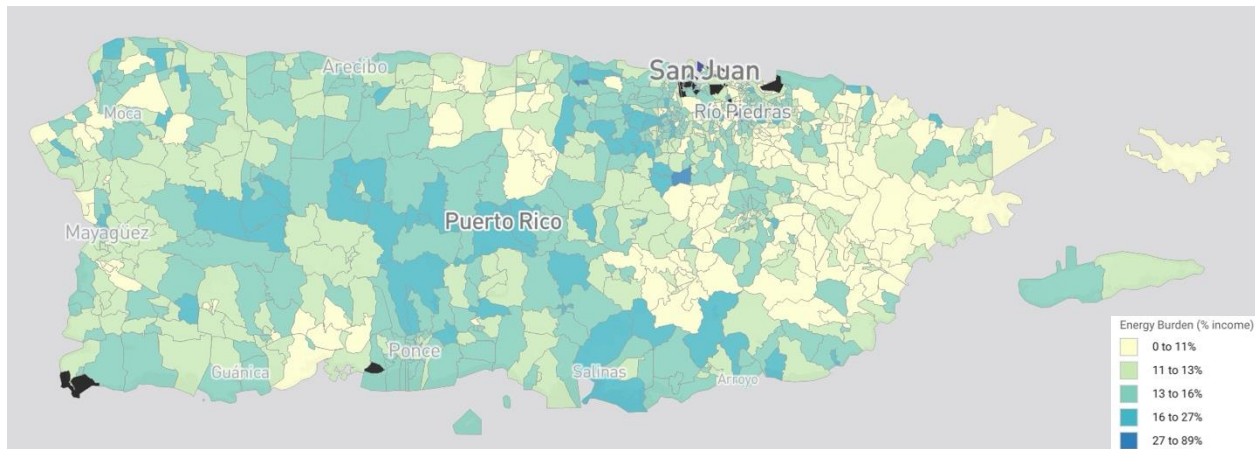 San Juan
Arecibo
Río Piedras
Moca
Puerto Rico
Mayagüez
Ponce
Guánica
Salinas
Arroyo
Energy Burden (% income)
0 to 11%
11 to 13%
13 to 16%
16 to 27%
27 to 89%